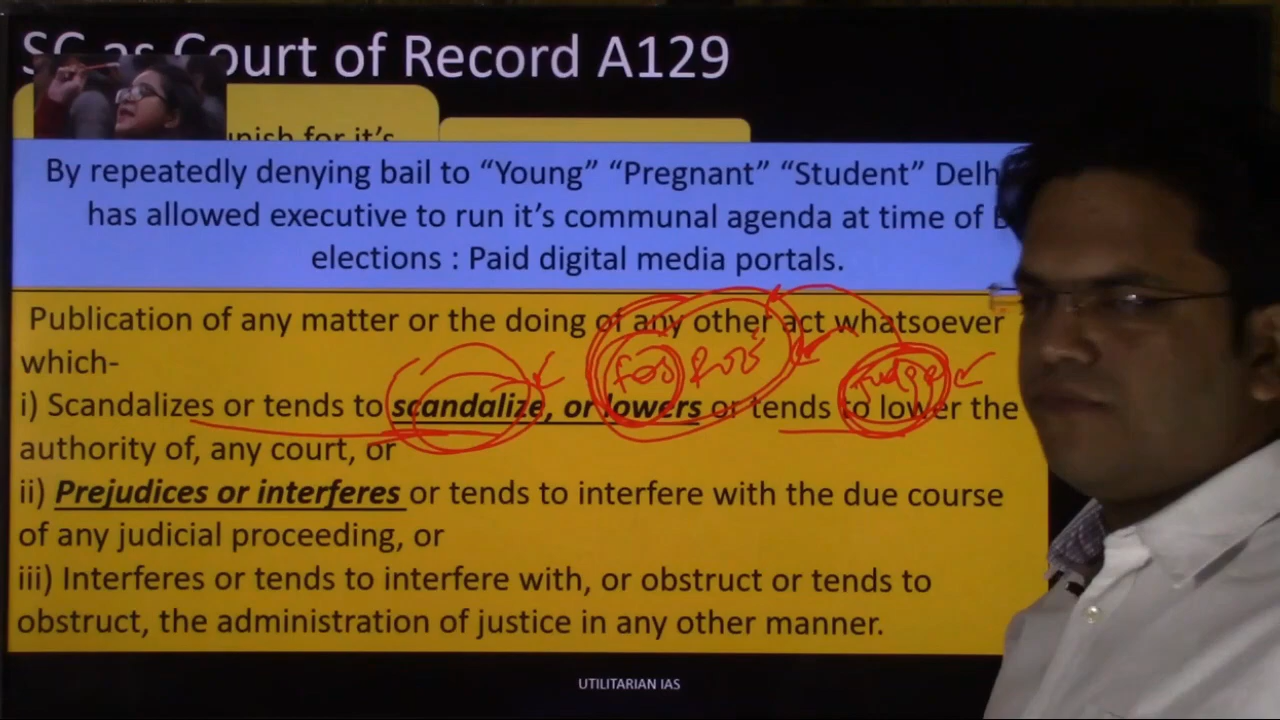 SC as Court of Record A129
nish for it's
By repeatedly denying bail to “Young” “Pregnant” “Student” Delh
has allowed executive to run it’s communal agenda at time of
elections : Paid digital media portals.
Publication of any matter or the doing of any other act whatsoever
which-
i) Scandalizes or tends to scandalize, or lowers or tends to lower the
authority of, any court, or
ii) Prejudices or interferes or tends to interfere with the due course
of any judicial proceeding, or
iii) Interferes or tends to interfere with, or obstruct or tends to
obstruct, the administration of justice in any other manner.
Judge
UTILITARIAN IAS